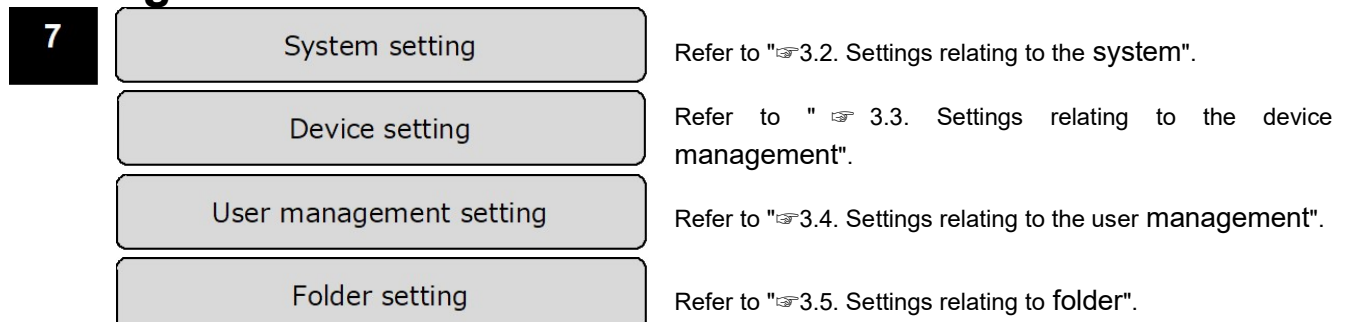 7
System setting
Refer to "☞3.2. Settings relating to the system".
Device setting
Refer to " ☞ 3.3. Settings relating to the device
management".
User management setting
Refer to "☞3.4. Settings relating to the user management".
Folder setting
Refer to "☞3.5. Settings relating to folder".